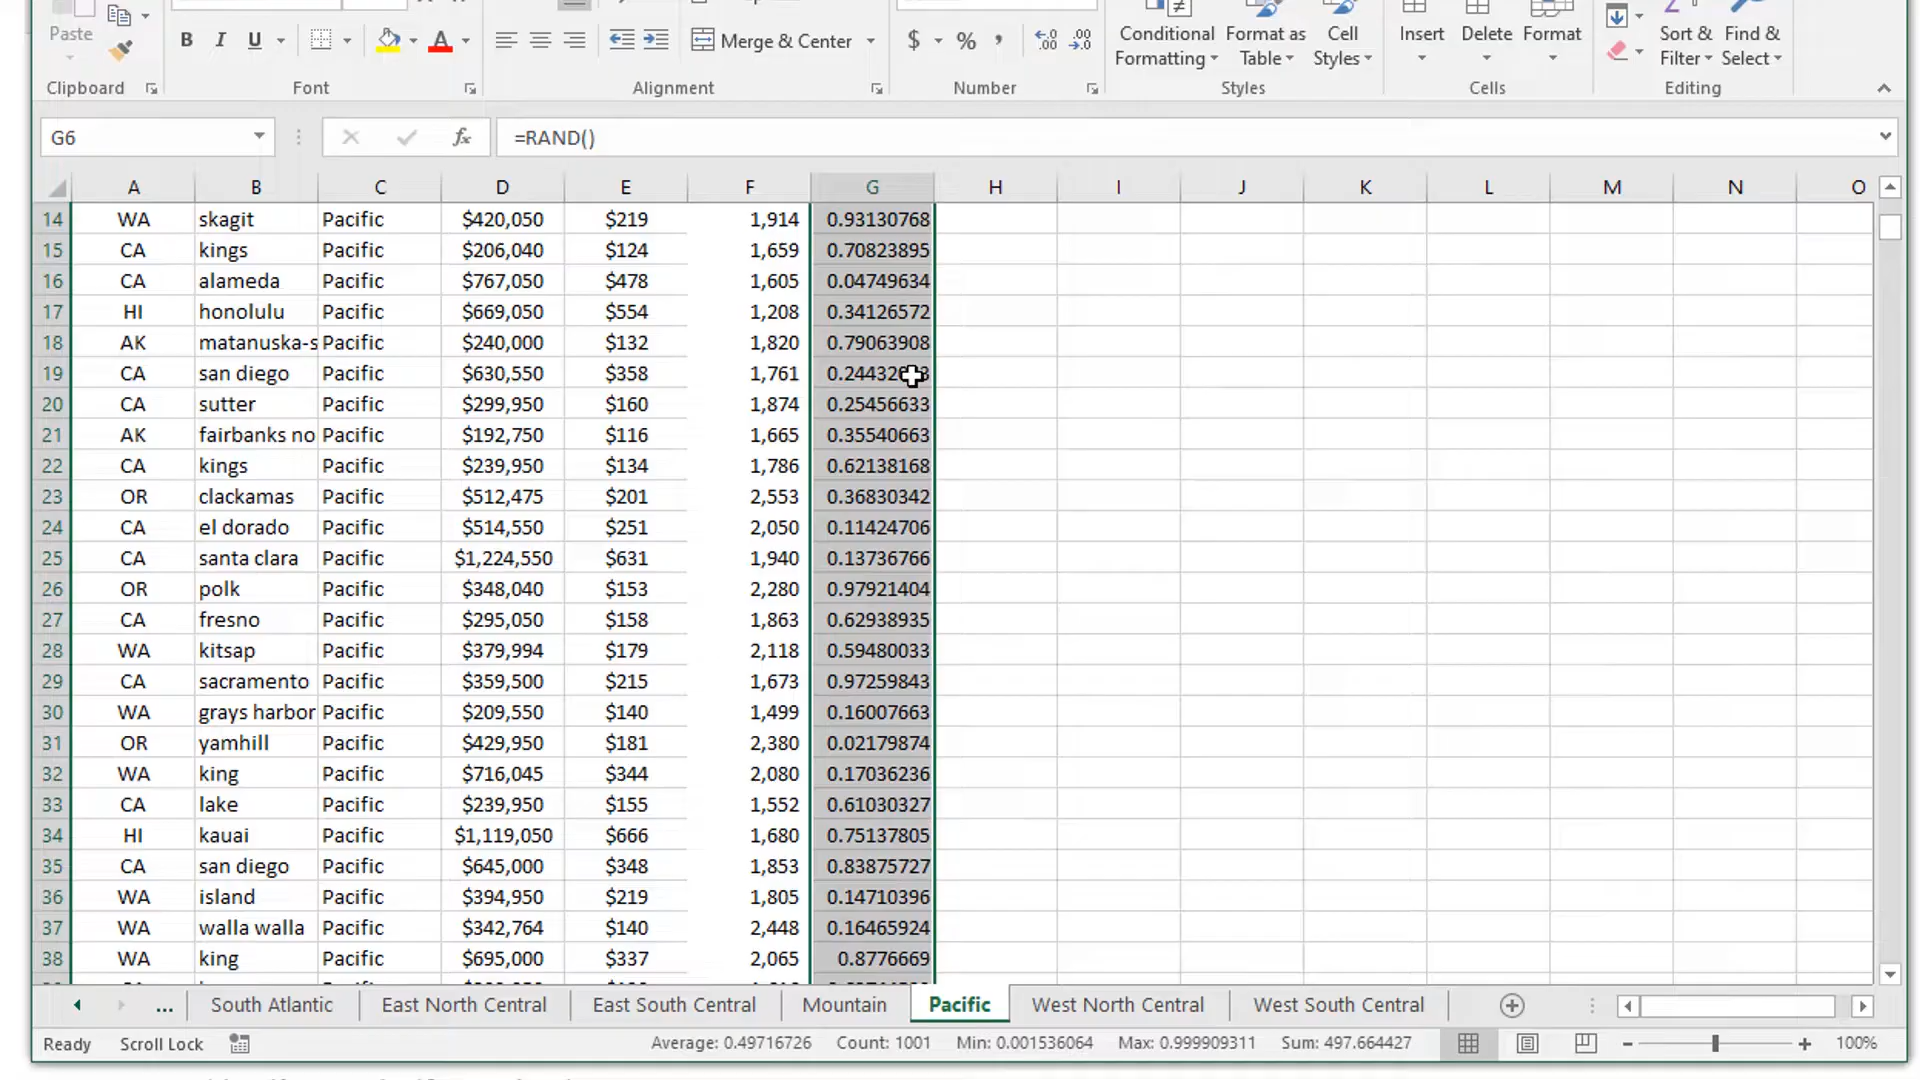 Paste
B I U
A
Merge & Center
$ % ,
.00
.00
Conditional Formatting
Format as Table
Cell Styles
Insert
Delete
Format
Sort & Filter
Find & Select
Clipboard
Font
Alignment
Number
Styles
Cells
Editing
G6 fx =RAND()
A B C D E F G H I J K L M N O
14 WA skagit Pacific $420,050 $219 1,914 0.93130768
15 CA kings Pacific $206,040 $124 1,659 0.70823895
16 CA alameda Pacific $767,050 $478 1,605 0.04749634
17 HI honolulu Pacific $669,050 $554 1,208 0.34126572
18 AK matanuska-s Pacific $240,000 $132 1,820 0.79063908
19 CA san diego Pacific $630,550 $358 1,761
20 CA sutter Pacific $299,950 $160 1,874 0.25456633
21 AK fairbanks no Pacific $192,750 $116 1,665 0.35540663
22 CA kings Pacific $239,950 $134 1,786 0.62138168
23 OR clackamas Pacific $512,475 $201 2,553 0.36830342
24 CA el dorado Pacific $514,550 $251 2,050 0.11424706
25 CA santa clara Pacific $1,224,550 $631 1,940 0.13736766
26 OR polk Pacific $348,040 $153 2,280 0.97921404
27 CA fresno Pacific $295,050 $158 1,863 0.62938935
28 WA kitsap Pacific $379,994 $179 2,118 0.59480033
29 CA sacramento Pacific $359,500 $215 1,673 0.97259843
30 WA grays harbor Pacific $209,550 $140 1,499 0.16007663
31 OR yamhill Pacific $429,950 $181 2,380 0.02179874
32 WA king Pacific $716,045 $344 2,080 0.17036236
33 CA lake Pacific $239,950 $155 1,552 0.61030327
34 HI kauai Pacific $1,119,050 $666 1,680 0.75137805
35 CA san diego Pacific $645,000 $348 1,853 0.83875727
36 WA island Pacific $394,950 $219 1,805 0.14710396
37 WA walla walla Pacific $342,764 $140 2,448 0.16465924
38 WA king Pacific $695,000 $337 2,065 0.8776669
... South Atlantic East North Central East South Central Mountain Pacific West North Central West South Central
Ready Scroll Lock Average: 0.49716726 Count: 1001 Min: 0.001536064 Max: 0.999909311 Sum: 497.664427 100%